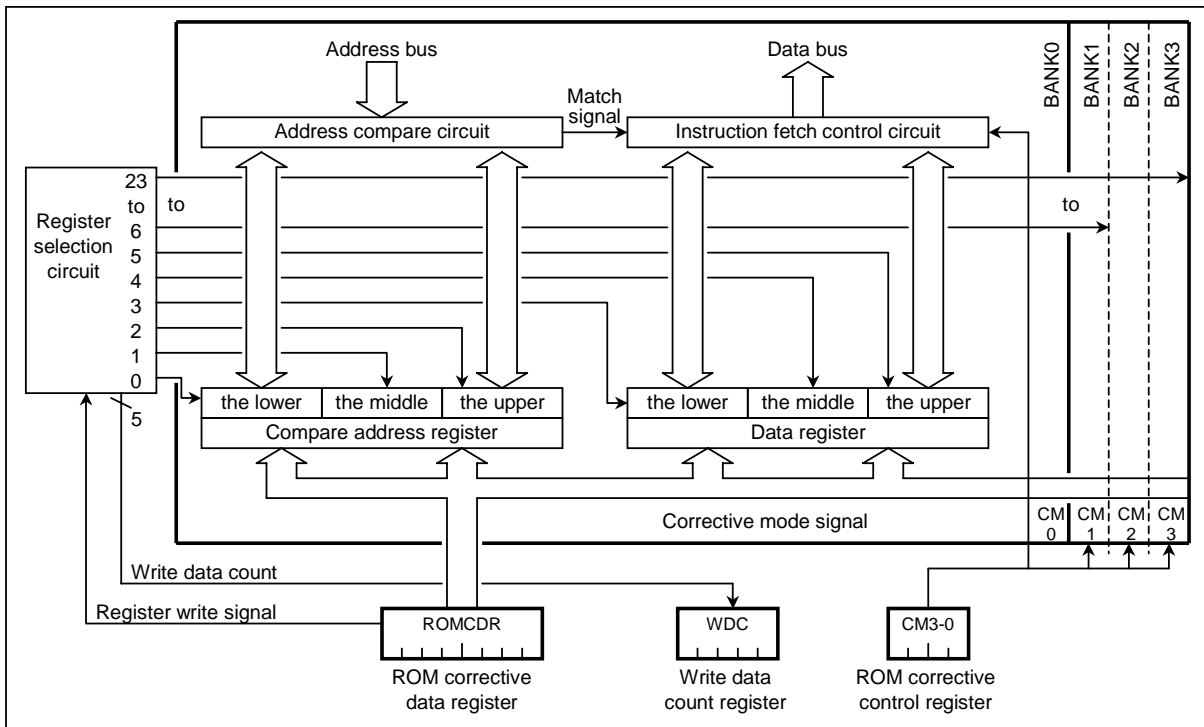 Address bus
Data bus
BANK0
BANK1
BANK2
BANK3
Match
signal
Address compare circuit
Instruction fetch control circuit
Register
selection
circuit
23
to
6
5
4
3
2
1
0
to
to
5
the lower
the middle
the upper
Compare address register
the lower
the middle
the upper
Data register
Corrective mode signal
CM
0
CM
1
CM
2
CM
3
Write data count
Register write signal
ROMCDR
WDC
CM3-0
ROM corrective
data register
Write data
count register
ROM corrective
control register